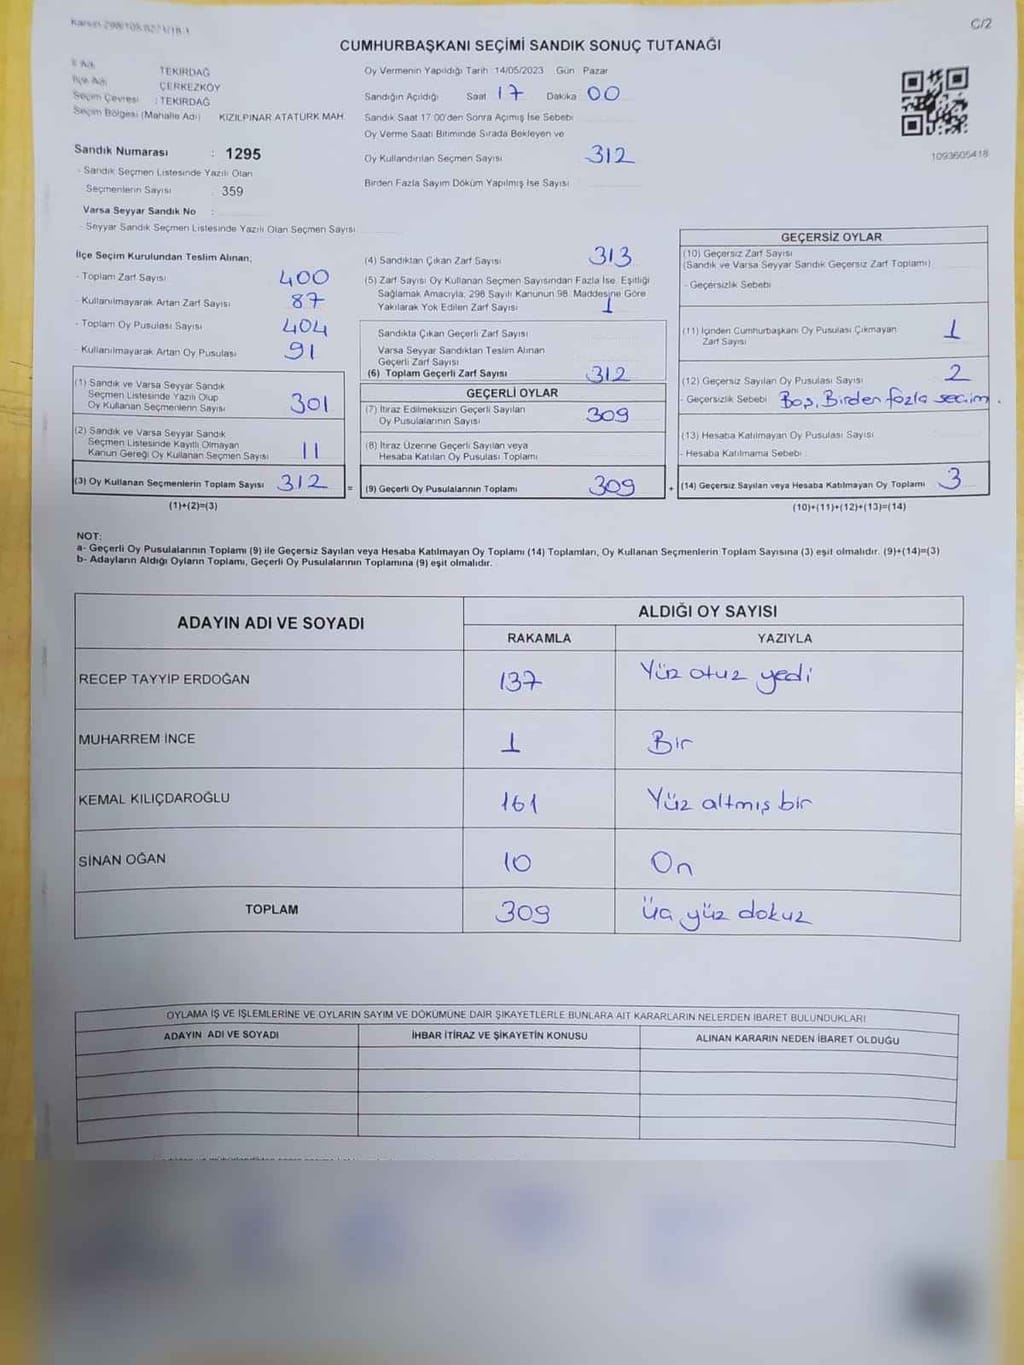 C/2
CUMHURBAŞKANI SEÇİMİ SANDIK SONUÇ TUTANAĞI
İl Adı TEKİRDAĞ
İlçe Adı ÇERKEZKÖY
Seçim Çevresi : TEKİRDAĞ
Seçim Bölgesi (Mahalle Adı) KIZILPINAR ATATÜRK MAH.
Sandık Numarası : 1295
- Sandık Seçmen Listesinde Yazılı Olan
Seçmenlerin Sayısı 359
Varsa Seyyar Sandık No :
- Seyyar Sandık Seçmen Listesinde Yazılı Olan Seçmen Sayısı
Oy Vermenin Yapıldığı Tarih :14/05/2023 Gün Pazar
Sandığın Açıldığı Saat 17 Dakika 00
Sandık Saat 17:00'den Sonra Açımış İse Sebebi
Oy Verme Saati Bitiminde Sırada Bekleyen ve
Oy Kullandırılan Seçmen Sayısı 312
Birden Fazla Sayım Döküm Yapılmış İse Sayısı
1093605418
İlçe Seçim Kurulundan Teslim Alınan;
- Toplam Zarf Sayısı 400
- Kullanılmayarak Artan Zarf Sayısı 87
- Toplam Oy Pusulası Sayısı 404
- Kullanılmayarak Artan Oy Pusulası 91
(1) Sandık ve Varsa Seyyar Sandık
Seçmen Listesinde Yazılı Olup
Oy Kullanan Seçmenlerin Sayısı 301
(2) Sandık ve Varsa Seyyar Sandık
Seçmen Listesinde Kayıtlı Olmayan
Kanun Gereği Oy Kullanan Seçmen Sayısı 11
(3) Oy Kullanan Seçmenlerin Toplam Sayısı 312 =
(1)+(2)=(3)
(4) Sandıktan Çıkan Zarf Sayısı 313
(5) Zarf Sayısı Oy Kullanan Seçmen Sayısından Fazla İse, Eşitliği
Sağlamak Amacıyla, 298 Sayılı Kanunun 98. Maddesine Göre
Yakılarak Yok Edilen Zarf Sayısı 1
Sandıkta Çıkan Geçerli Zarf Sayısı
Varsa Seyyar Sandıktan Teslim Alınan
Geçerli Zarf Sayısı
(6) Toplam Geçerli Zarf Sayısı 312
GEÇERLİ OYLAR
(7) İtiraz Edilmeksizin Geçerli Sayılan
Oy Pusulalarının Sayısı 309
(8) İtiraz Üzerine Geçerli Sayılan veya
Hesaba Katılan Oy Pusulası Toplamı
(9) Geçerli Oy Pusulalarının Toplamı 309 +
GEÇERSİZ OYLAR
(10) Geçersiz Zarf Sayısı
(Sandık ve Varsa Seyyar Sandık Geçersiz Zarf Toplamı)
- Geçersizlik Sebebi
(11) İçinden Cumhurbaşkanı Oy Pusulası Çıkmayan
Zarf Sayısı 1
(12) Geçersiz Sayılan Oy Pusulası Sayısı 2
- Geçersizlik Sebebi Boş, Birden fazla seçim.
(13) Hesaba Katılmayan Oy Pusulası Sayısı
- Hesaba Katılmama Sebebi
(14) Geçersiz Sayılan veya Hesaba Katılmayan Oy Toplamı 3
(10)+(11)+(12)+(13)=(14)
NOT:
a- Geçerli Oy Pusulalarının Toplamı (9) ile Geçersiz Sayılan veya Hesaba Katılmayan Oy Toplamı (14) Toplamları, Oy Kullanan Seçmenlerin Toplam Sayısına (3) eşit olmalıdır. (9)+(14)=(3)
b- Adayların Aldığı Oyların Toplamı, Geçerli Oy Pusulalarının Toplamına (9) eşit olmalıdır.
ADAYIN ADI VE SOYADI ALDIĞI OY SAYISI
RAKAMLA YAZIYLA
RECEP TAYYİP ERDOĞAN 137 Yüz otuz yedi
MUHARREM İNCE 1 Bir
KEMAL KILIÇDAROĞLU 161 Yüz altmış bir
SİNAN OĞAN 10 On
TOPLAM 309 Üç yüz dokuz
OYLAMA İŞ VE İŞLEMLERİNE VE OYLARIN SAYIM VE DÖKÜMÜNE DAİR ŞİKAYETLERLE BUNLARA AİT KARARLARIN NELERDEN İBARET BULUNDUKLARI
ADAYIN ADI VE SOYADI İHBAR İTİRAZ VE ŞİKAYETİN KONUSU ALINAN KARARIN NEDEN İBARET OLDUĞU